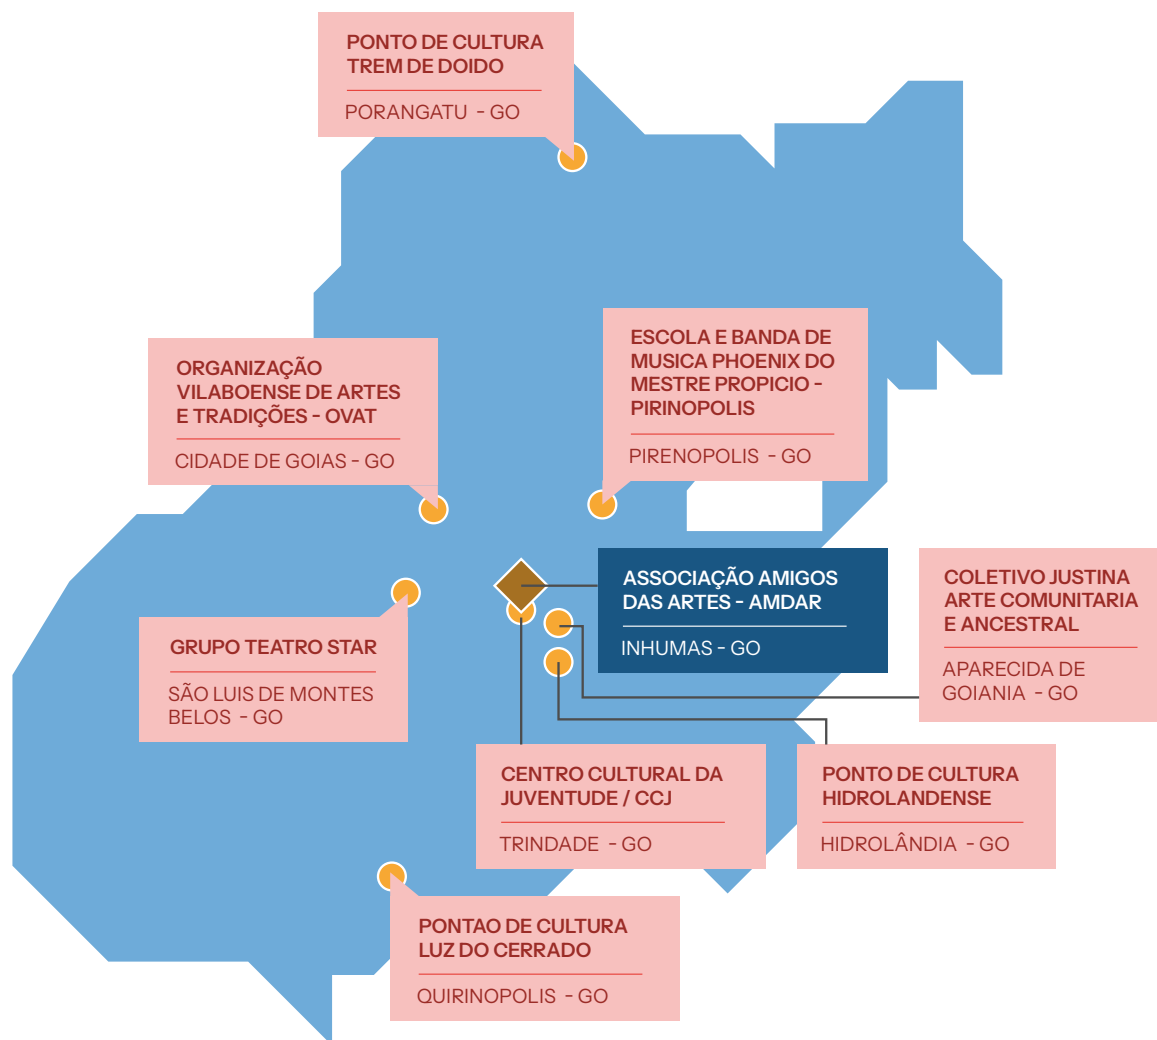 PONTO DE CULTURA
TREM DE DOIDO
PORANGATU - GO
ESCOLA E BANDA DE
MUSICA PHOENIX DO
MESTRE PROPICIO -
PIRINOPOLIS
PIRENOPOLIS - GO
ORGANIZAÇÃO
VILABOENSE DE ARTES
E TRADIÇÕES - OVAT
CIDADE DE GOIAS - GO
ASSOCIAÇÃO AMIGOS
DAS ARTES - AMDAR
INHUMAS - GO
COLETIVO JUSTINA
ARTE COMUNITARIA
E ANCESTRAL
APARECIDA DE
GOIANIA - GO
GRUPO TEATRO STAR
SÃO LUIS DE MONTES
BELOS - GO
CENTRO CULTURAL DA
JUVENTUDE / CCJ
TRINDADE - GO
PONTO DE CULTURA
HIDROLANDENSE
HIDROLÂNDIA - GO
PONTAO DE CULTURA
LUZ DO CERRADO
QUIRINOPOLIS - GO